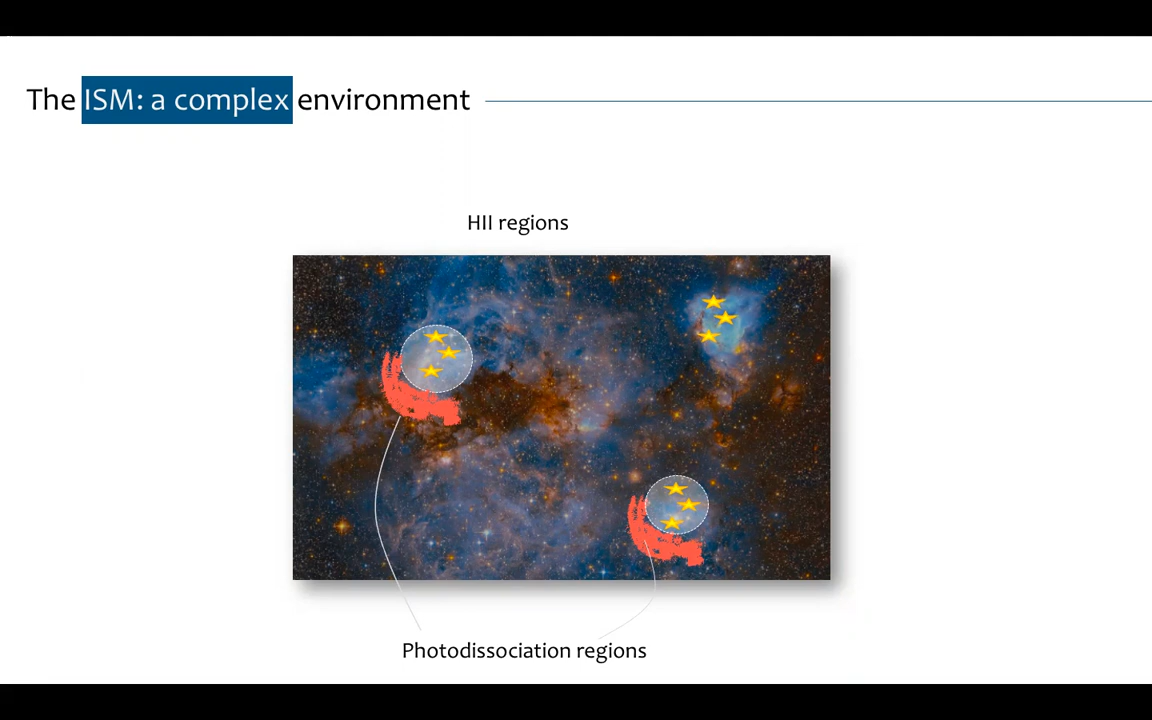 The ISM: a complex environment
HII regions
Photodissociation regions